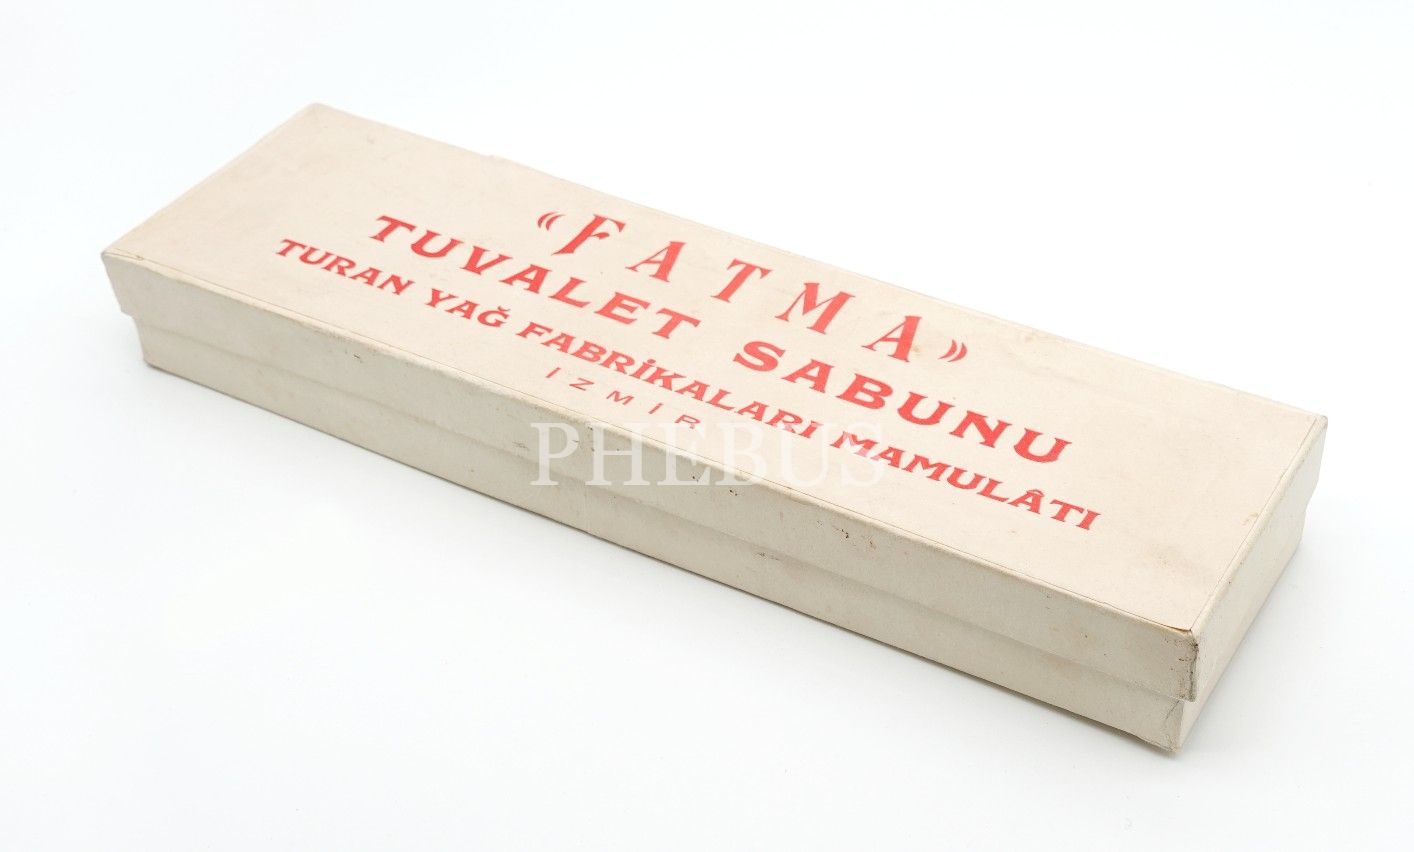 «FATMA»
TUVALET SABUNU
TURAN YAĞ FABRİKALARI MAMULÂTI
İZMİR
PHEBUS